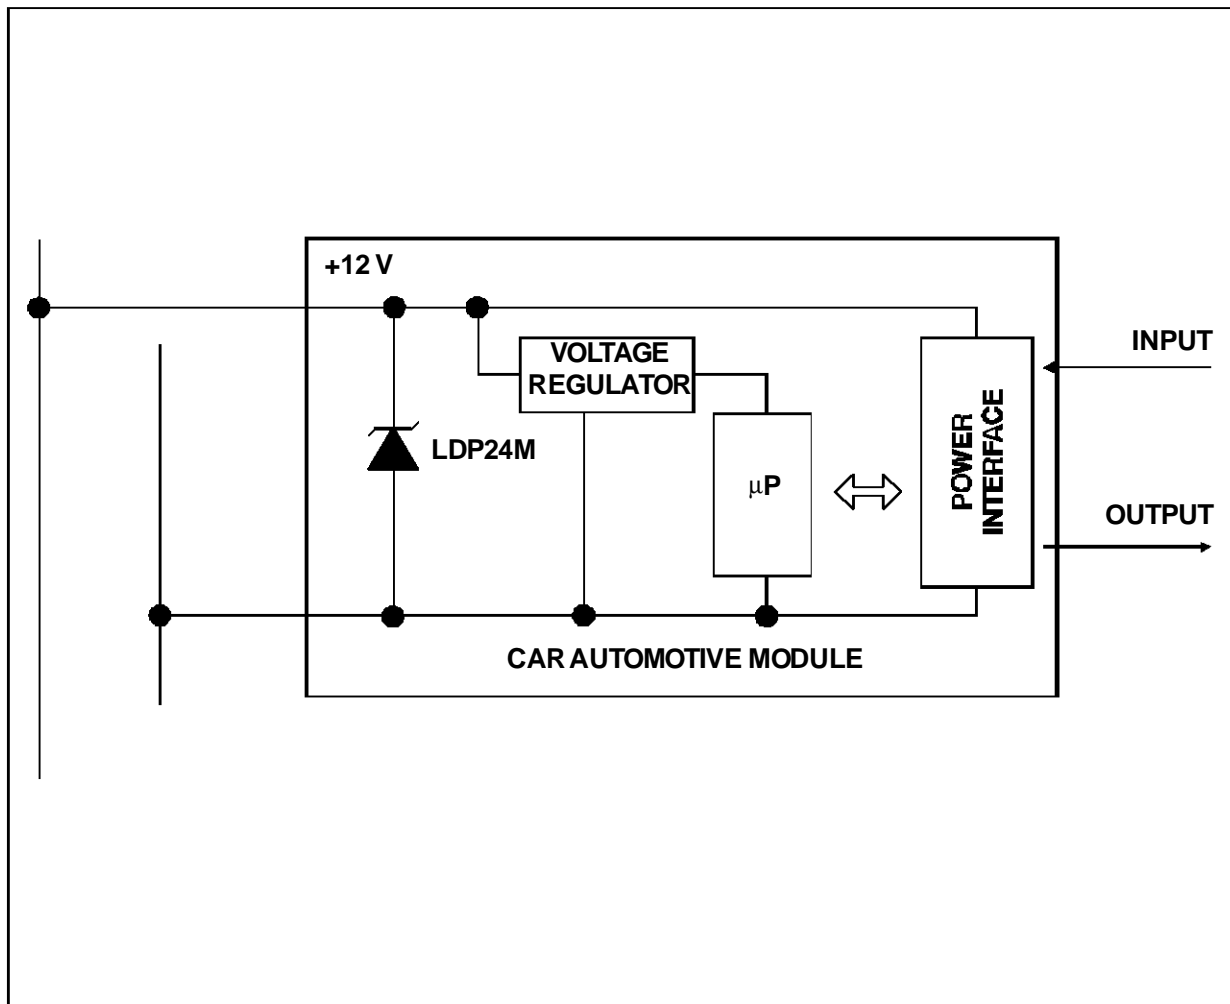 +12 V
VOLTAGE
REGULATOR
INPUT
LDP24M
μP
POWER
INTERFACE
OUTPUT
CAR AUTOMOTIVE MODULE